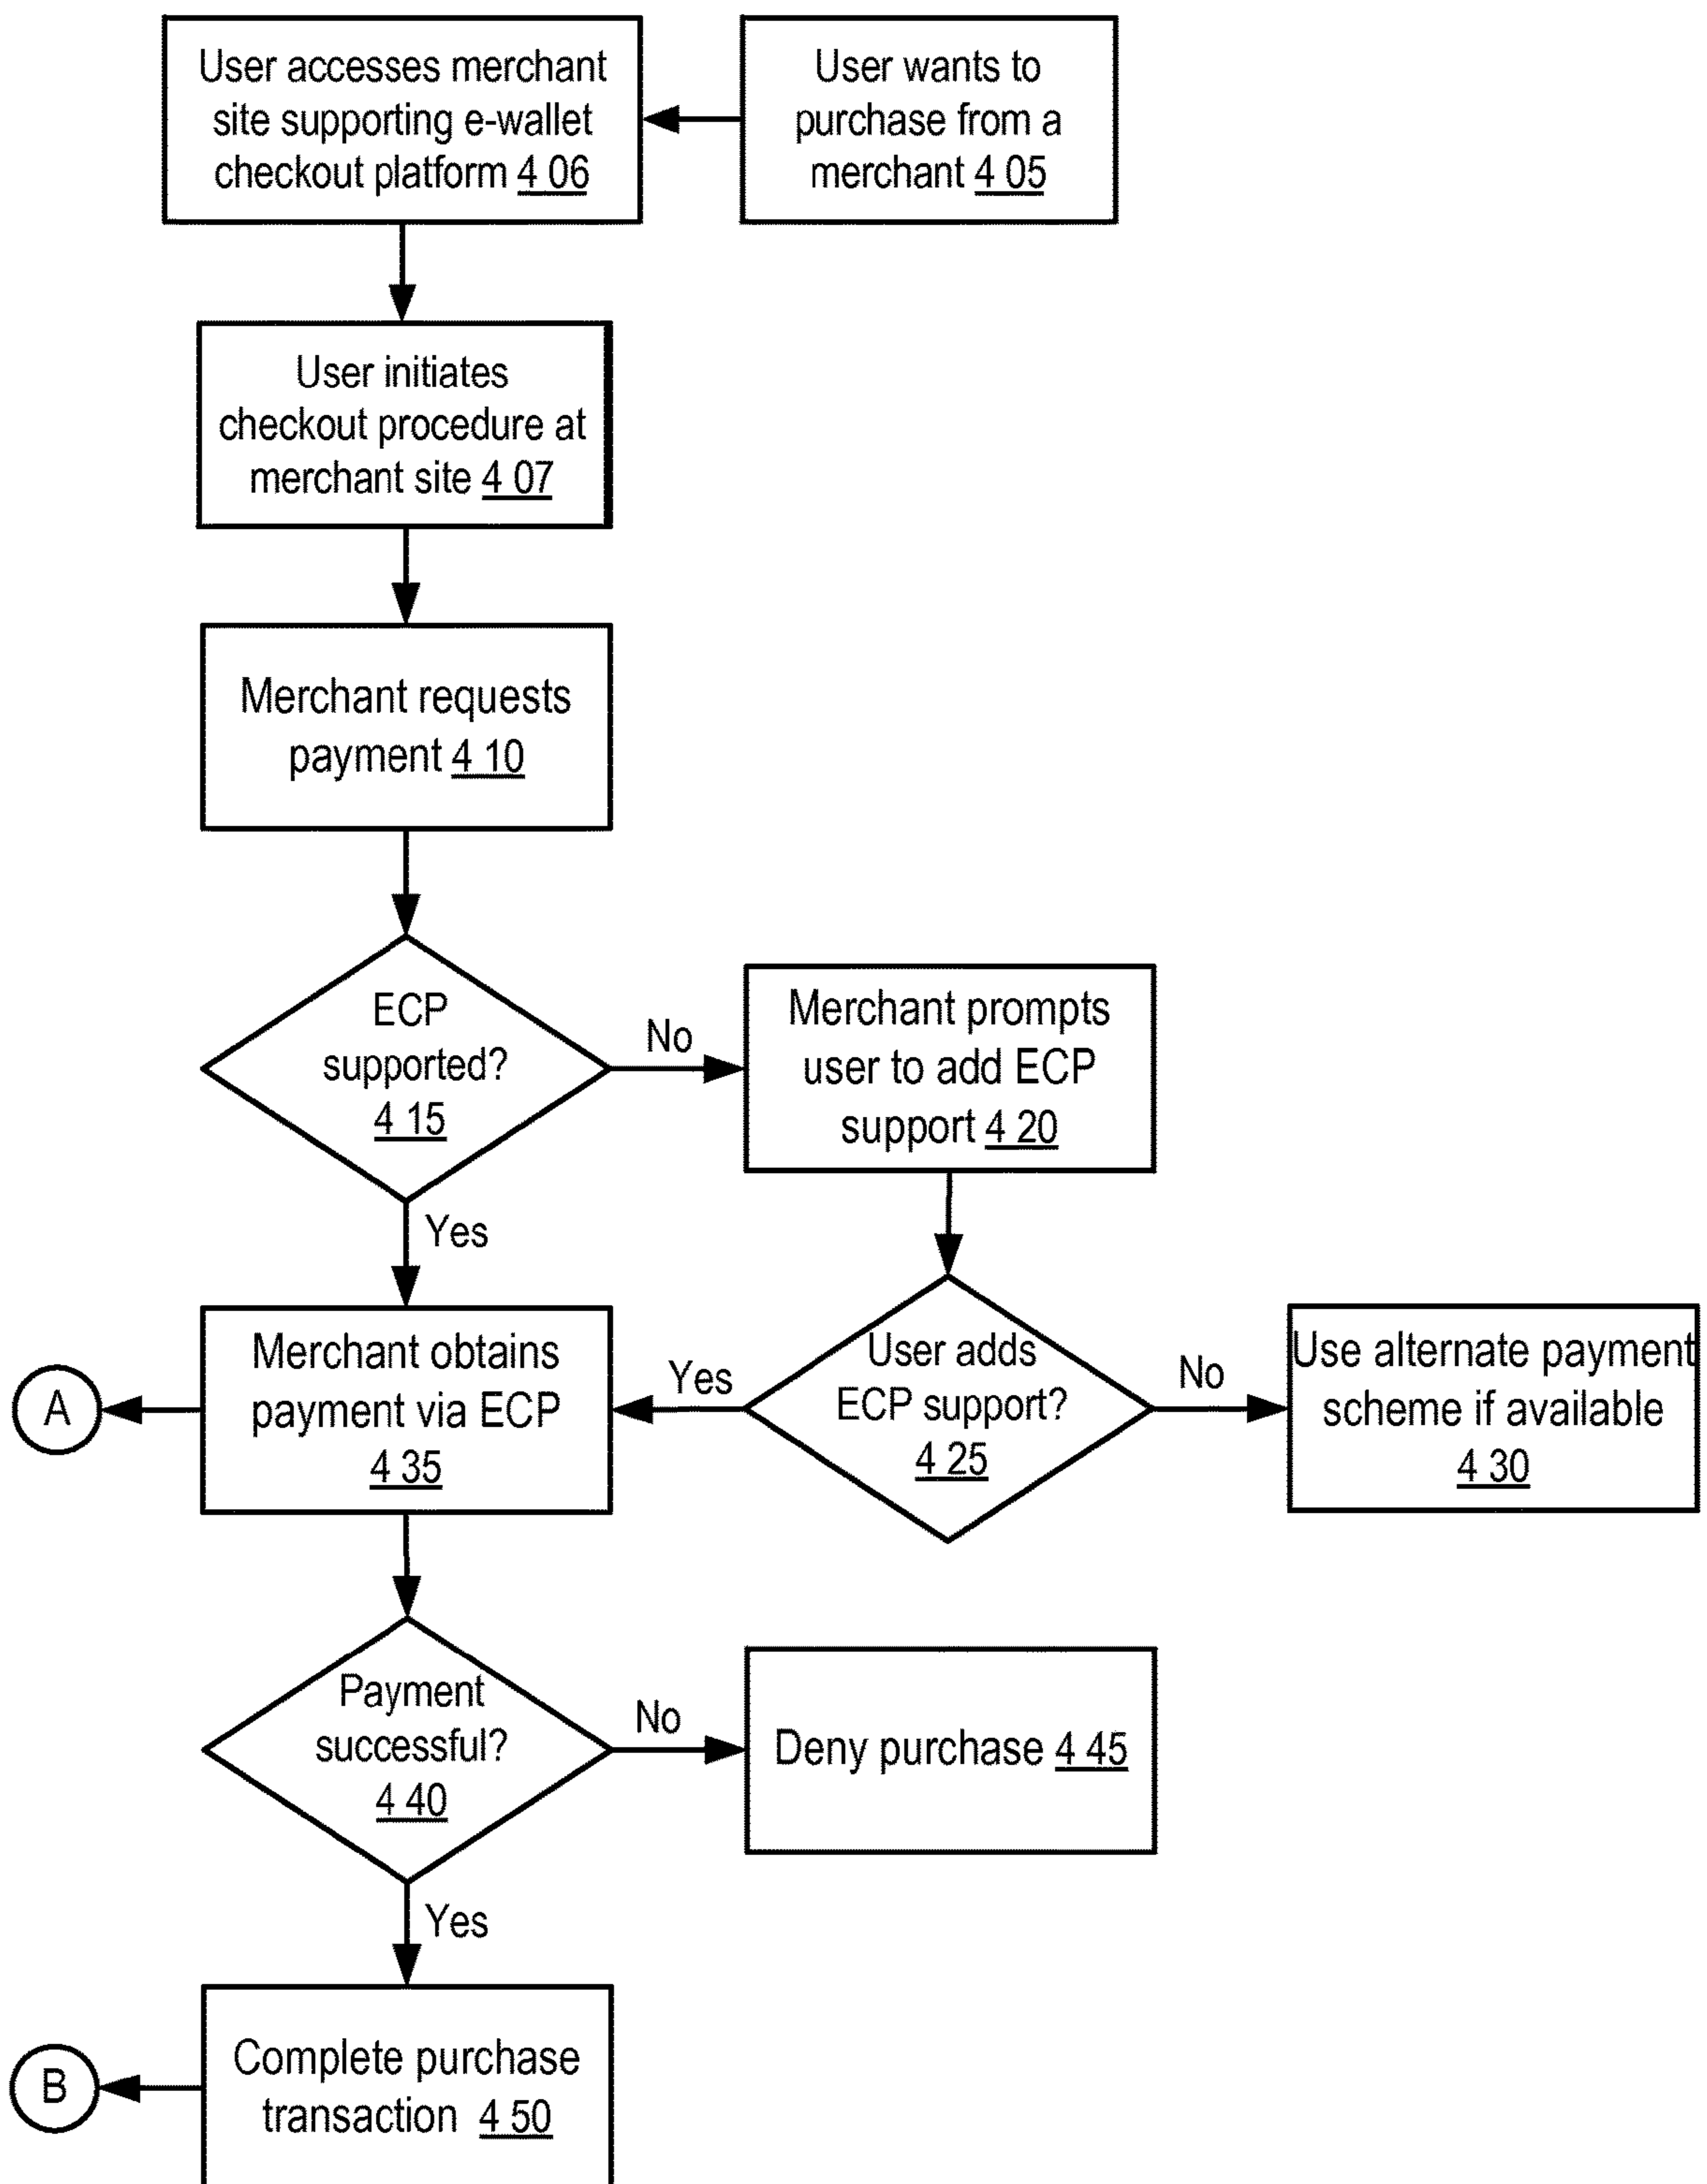 User accesses merchant
site supporting e-wallet
checkout platform 4 06
User wants to
purchase from a
merchant 4 05
User initiates
checkout procedure at
merchant site 4 07
Merchant requests
payment 4 10
ECP
supported?
4 15
No
Merchant prompts
user to add ECP
support 4 20
Yes
A
Merchant obtains
payment via ECP
4 35
Yes
User adds
ECP support?
4 25
No
Use alternate payment
scheme if available
4 30
Payment
successful?
4 40
No
Deny purchase 4 45
Yes
B
Complete purchase
transaction 4 50